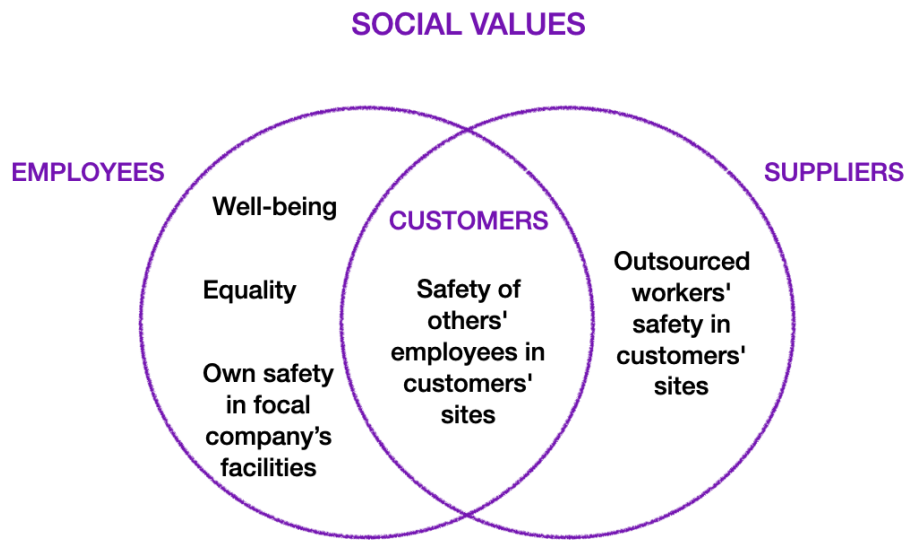 SOCIAL VALUES
EMPLOYEES
SUPPLIERS
Well-being
Equality
Own safety
in focal
company’s
facilities
CUSTOMERS
Safety of
others'
employees in
customers'
sites
Outsourced
workers'
safety in
customers'
sites